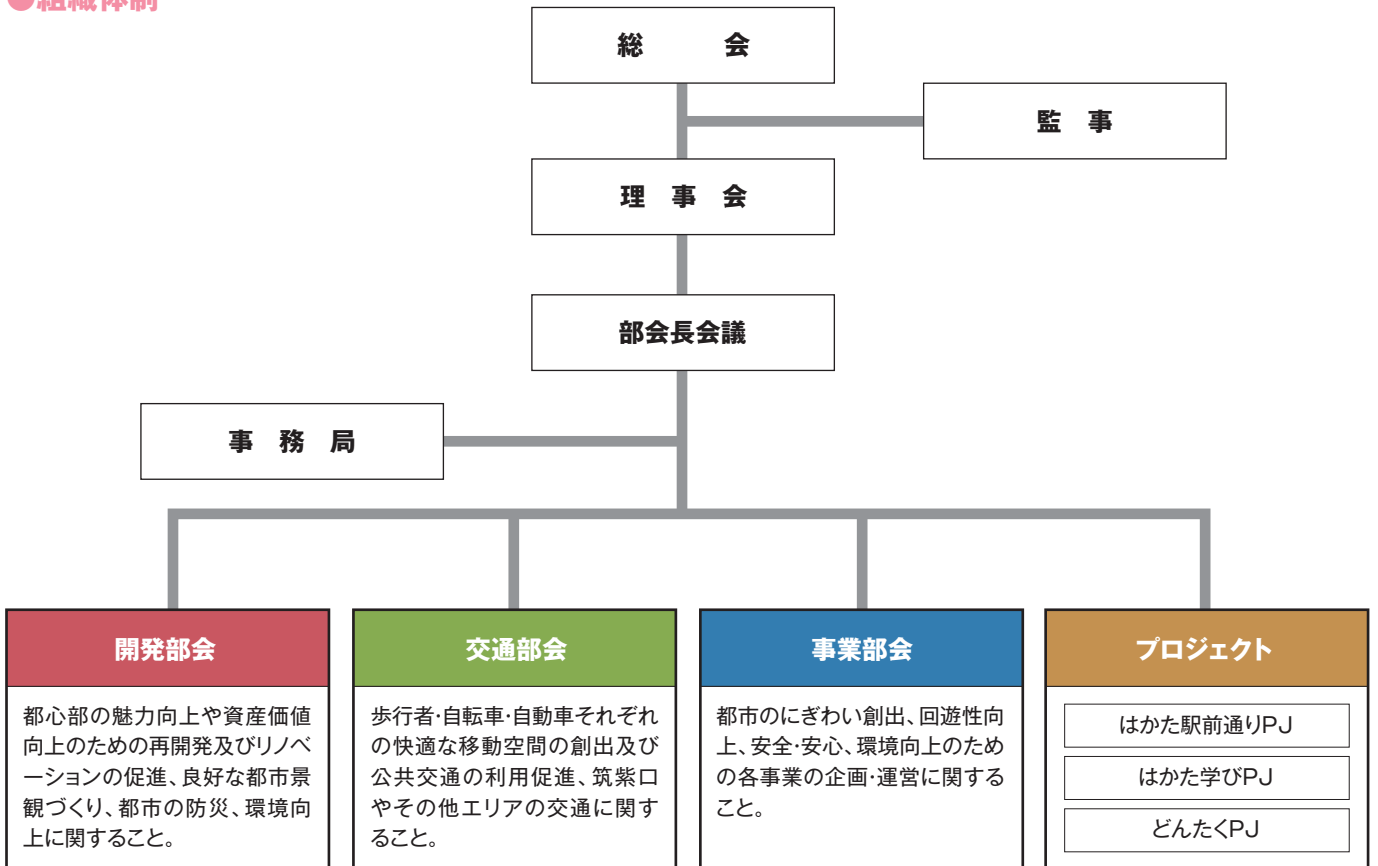 ●組織体制
総　会
監　事
理　事　会
部会長会議
事　務　局
開発部会
都心部の魅力向上や資産価値
向上のための再開発及びリノベ
ーションの促進、良好な都市景
観づくり、都市の防災、環境向
上に関すること。
交通部会
歩行者・自転車・自動車それぞれ
の快適な移動空間の創出及び
公共交通の利用促進、筑紫口
やその他エリアの交通に関す
ること。
事業部会
都市のにぎわい創出、回遊性向
上、安全・安心、環境向上のため
の各事業の企画・運営に関する
こと。
プロジェクト
はかた駅前通りPJ
はかた学びPJ
どんたくPJ